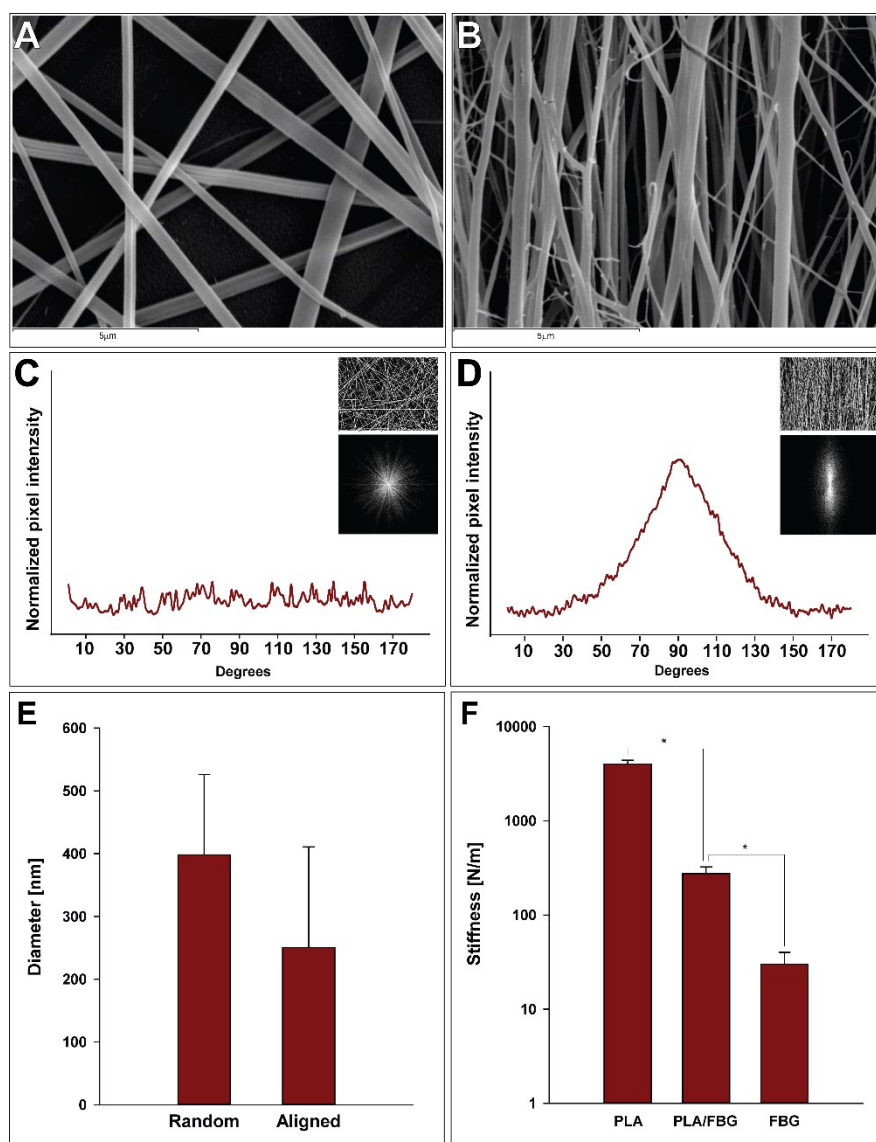 A
B
5μm
5μm
C
D
Normalized pixel intenzsity
10 30 50 70 90 110 130 150 170
Degrees
Normalized pixel intensity
10 30 50 70 90 110 130 150 170
Degrees
E
600
500
400
300
200
100
0
Diameter [nm]
Random Aligned
F
10000
1000
100
10
1
Stiffness [N/m]
*
*
PLA PLA/FBG FBG